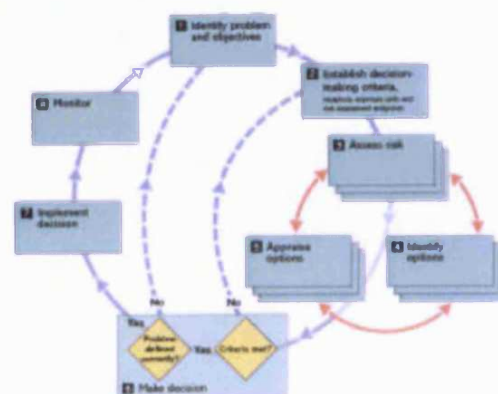 1 Identify problem
and objectives
2 Establish decision-
making criteria,
3 Assess risk
4 Identify
options
5 Appraise
options
Criteria met?
No
Yes
Problem
defined
correctly?
No
Yes
6 Make decision
7 Implement
decision
8 Monitor